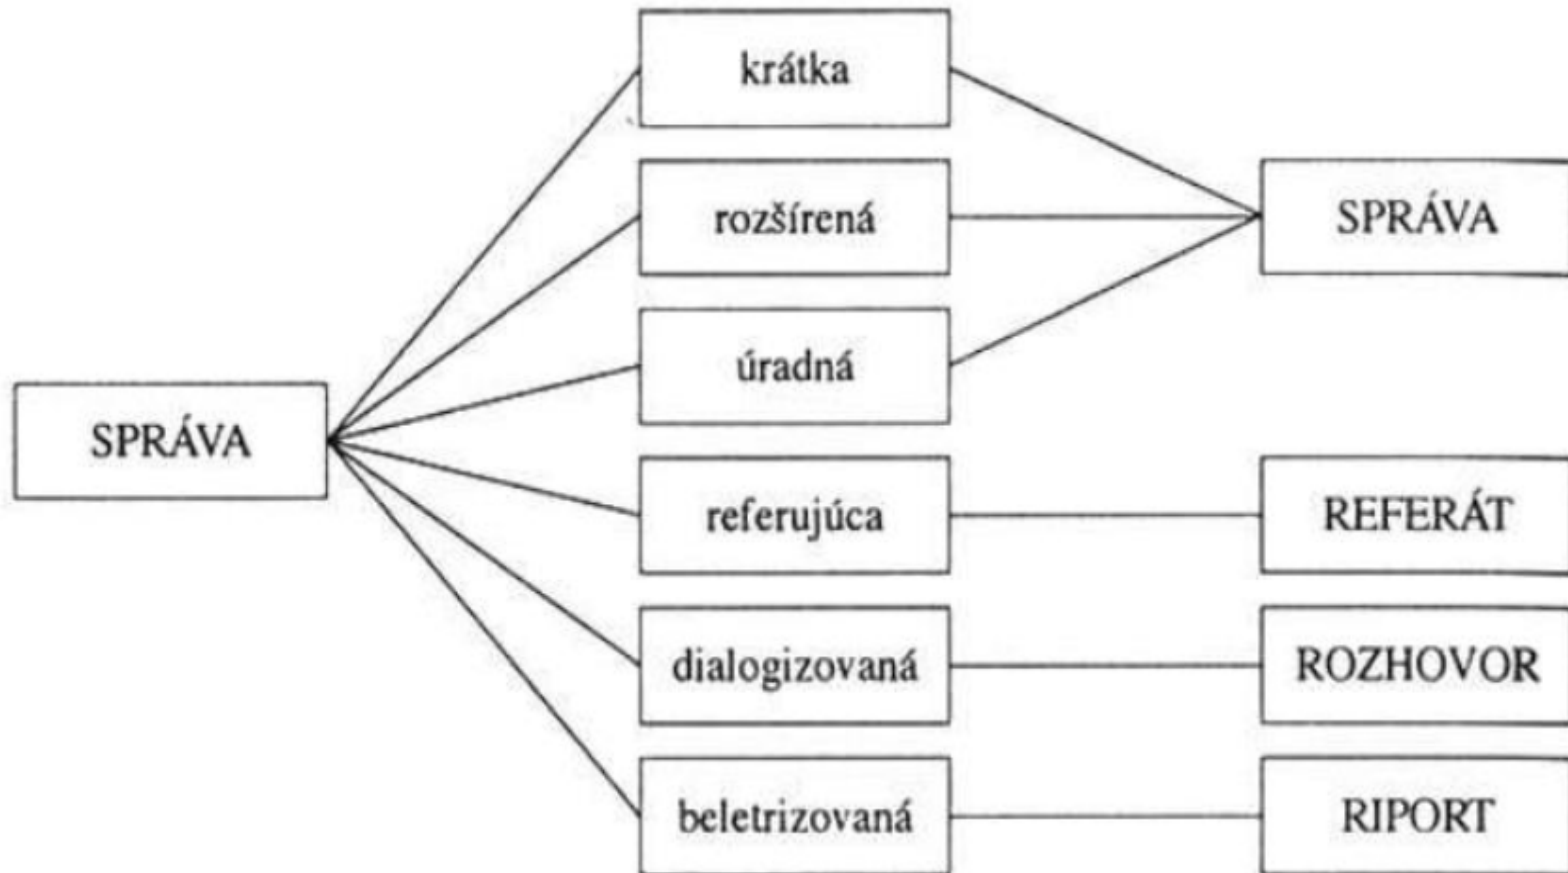 krátka
rozšírená
SPRÁVA
úradná
SPRÁVA
referujúca
REFERÁT
dialogizovaná
ROZHOVOR
beletrizovaná
RIPORT